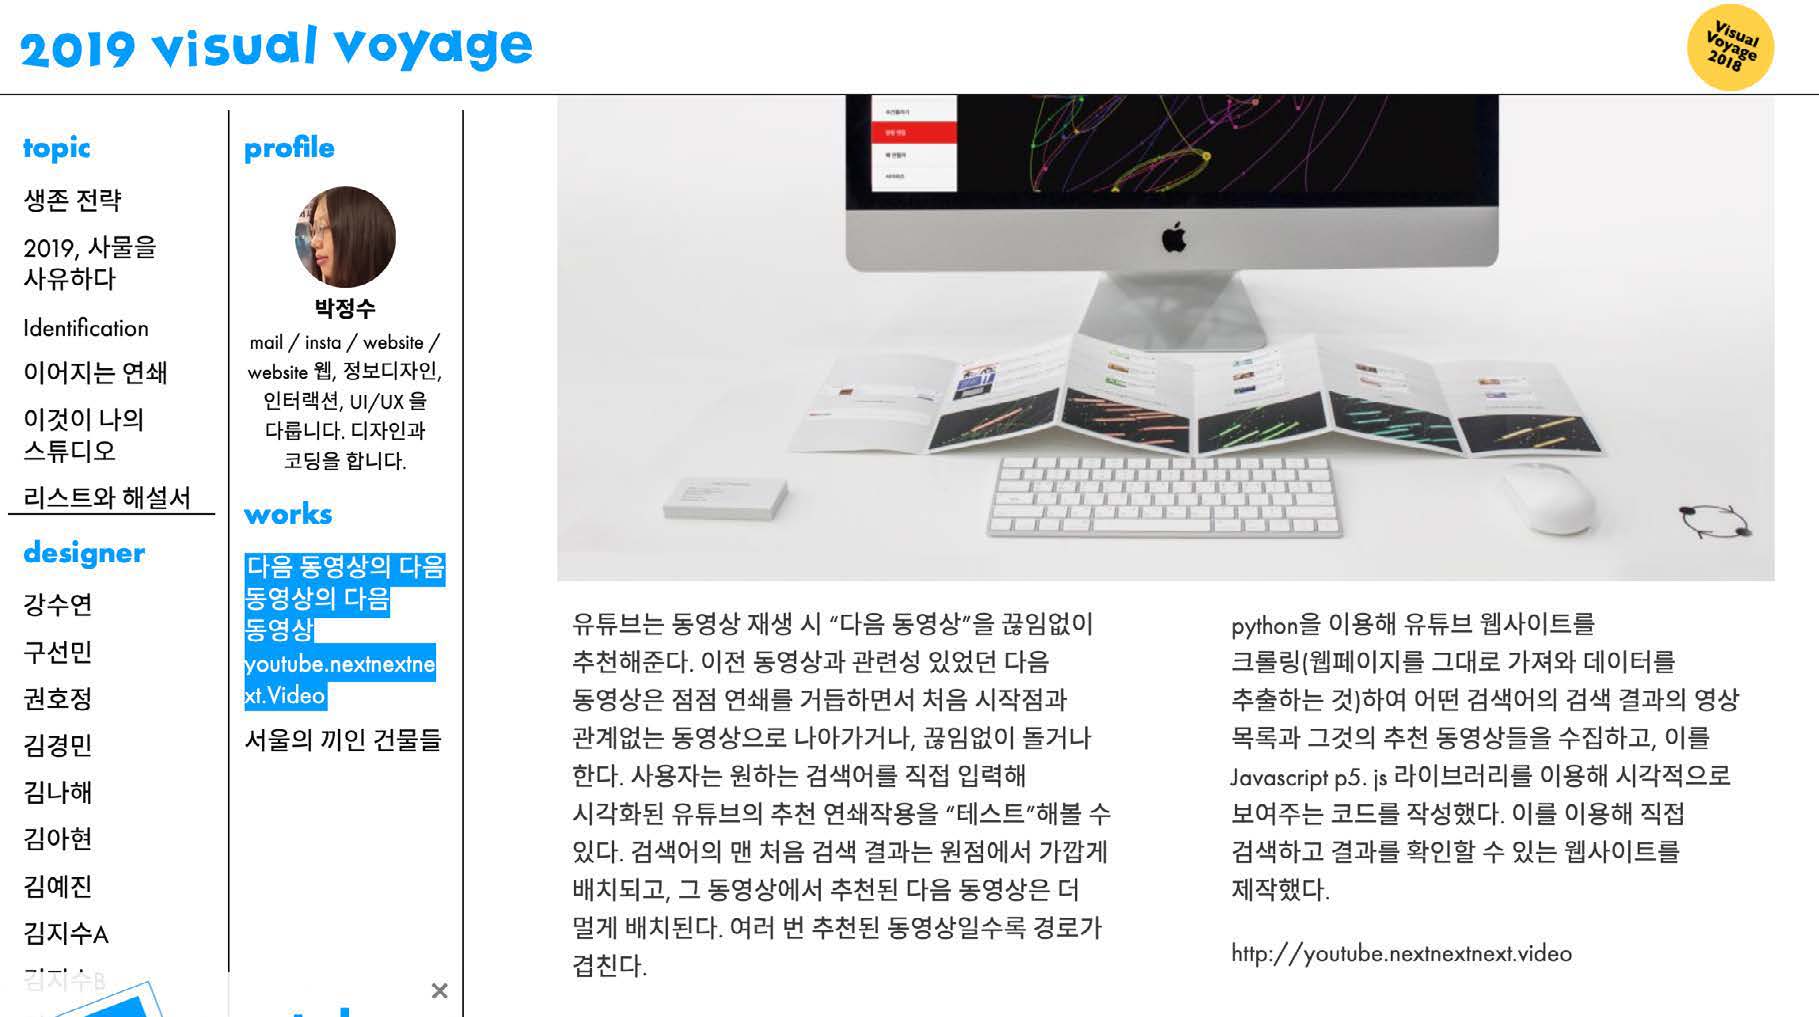 2019 visual voyage
Visual
Voyage
2018
topic
생존 전략
2019, 사물을
사유하다
Identification
이어지는 연쇄
이것이 나의
스튜디오
리스트와 해설서
designer
강수연
구선민
권호정
김경민
김나해
김아현
김예진
김지수A
김지수B
profile
박정수
mail / insta / website /
website 웹, 정보디자인,
인터랙션, UI/UX 을
다룹니다. 디자인과
코딩을 합니다.
works
다음 동영상의 다음
동영상의 다음
동영상
youtube.nextnextne
xt.Video
서울의 끼인 건물들
유튜브는 동영상 재생 시 “다음 동영상”을 끊임없이
추천해준다. 이전 동영상과 관련성 있었던 다음
동영상은 점점 연쇄를 거듭하면서 처음 시작점과
관계없는 동영상으로 나아가거나, 끊임없이 돌거나
한다. 사용자는 원하는 검색어를 직접 입력해
시각화된 유튜브의 추천 연쇄작용을 “테스트”해볼 수
있다. 검색어의 맨 처음 검색 결과는 원점에서 가깝게
배치되고, 그 동영상에서 추천된 다음 동영상은 더
멀게 배치된다. 여러 번 추천된 동영상일수록 경로가
겹친다.
python을 이용해 유튜브 웹사이트를
크롤링(웹페이지를 그대로 가져와 데이터를
추출하는 것)하여 어떤 검색어의 검색 결과의 영상
목록과 그것의 추천 동영상들을 수집하고, 이를
Javascript p5. js 라이브러리를 이용해 시각적으로
보여주는 코드를 작성했다. 이를 이용해 직접
검색하고 결과를 확인할 수 있는 웹사이트를
제작했다.
http://youtube.nextnextnext.video